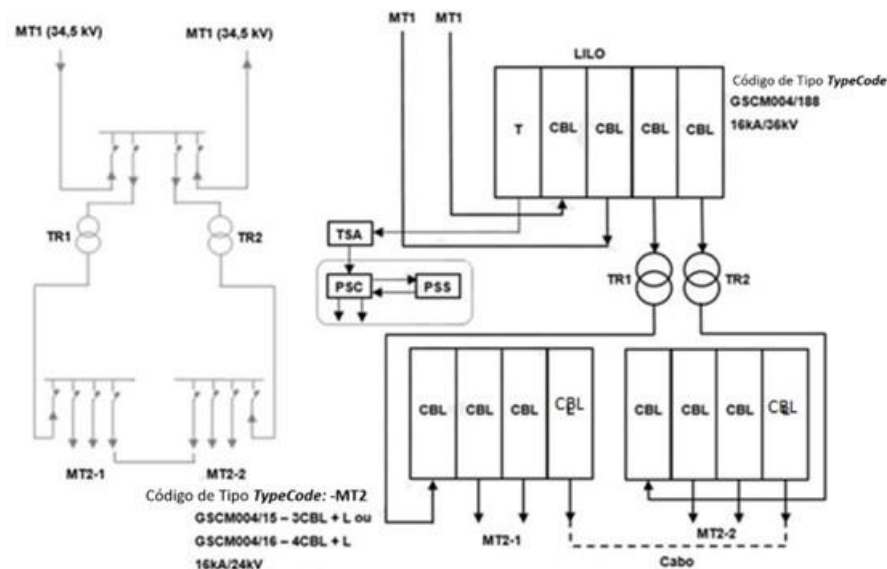 MT1 (34,5 kV)
MT1 (34,5 kV)
TR1
TR2
MT2-1
MT2-2
Código de Tipo TypeCode: -MT2
GSCM004/15 – 3CBL + L ou
GSCM004/16 – 4CBL + L
16kA/24kV
MT1
MT1
LILO
Código de Tipo TypeCode
GSCM004/188
16kA/36kV
T
CBL
CBL
CBL
CBL
TSA
PSC
PSS
TR1
TR2
CBL
CBL
CBL
CBL
CBL
CBL
CBL
CBL
MT2-1
MT2-2
Cabo